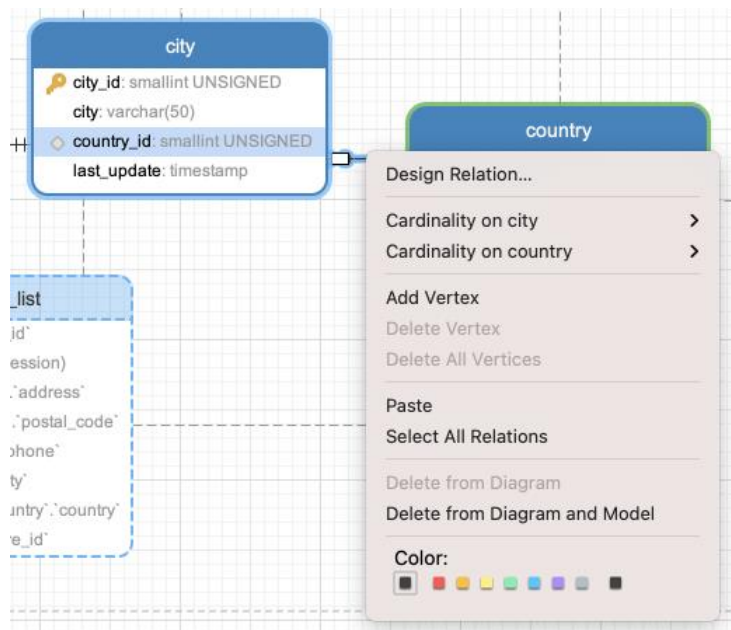 city
city_id: smallint UNSIGNED
city: varchar(50)
country_id: smallint UNSIGNED
last_update: timestamp
country
Design Relation...
Cardinality on city
Cardinality on country
Add Vertex
Delete Vertex
Delete All Vertices
Paste
Select All Relations
Delete from Diagram
Delete from Diagram and Model
Color:
_list
id`
ession)
.`address`
.`postal_code`
phone`
ty`
untry`.`country`
re_id`